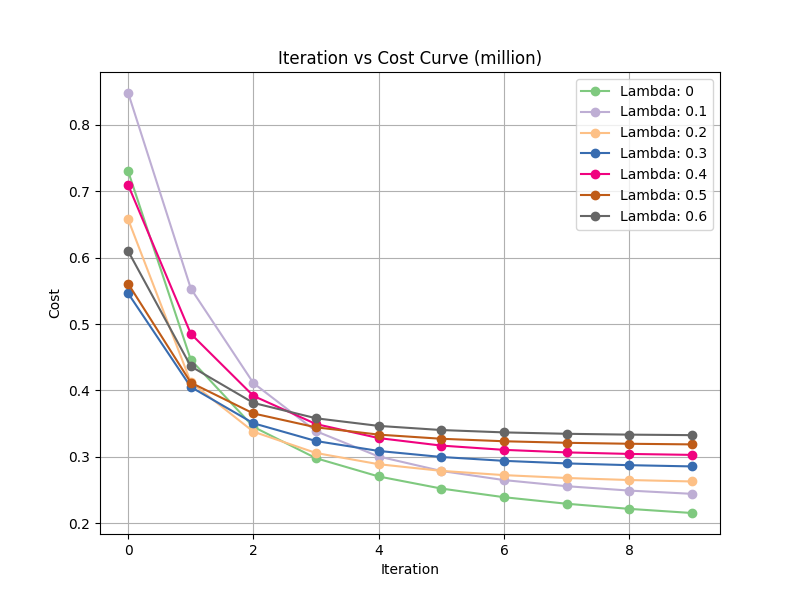 Iteration vs Cost Curve (million)
Lambda: 0
Lambda: 0.1
Lambda: 0.2
Lambda: 0.3
Lambda: 0.4
Lambda: 0.5
Lambda: 0.6
Cost
0.8
0.7
0.6
0.5
0.4
0.3
0.2
0 2 4 6 8
Iteration